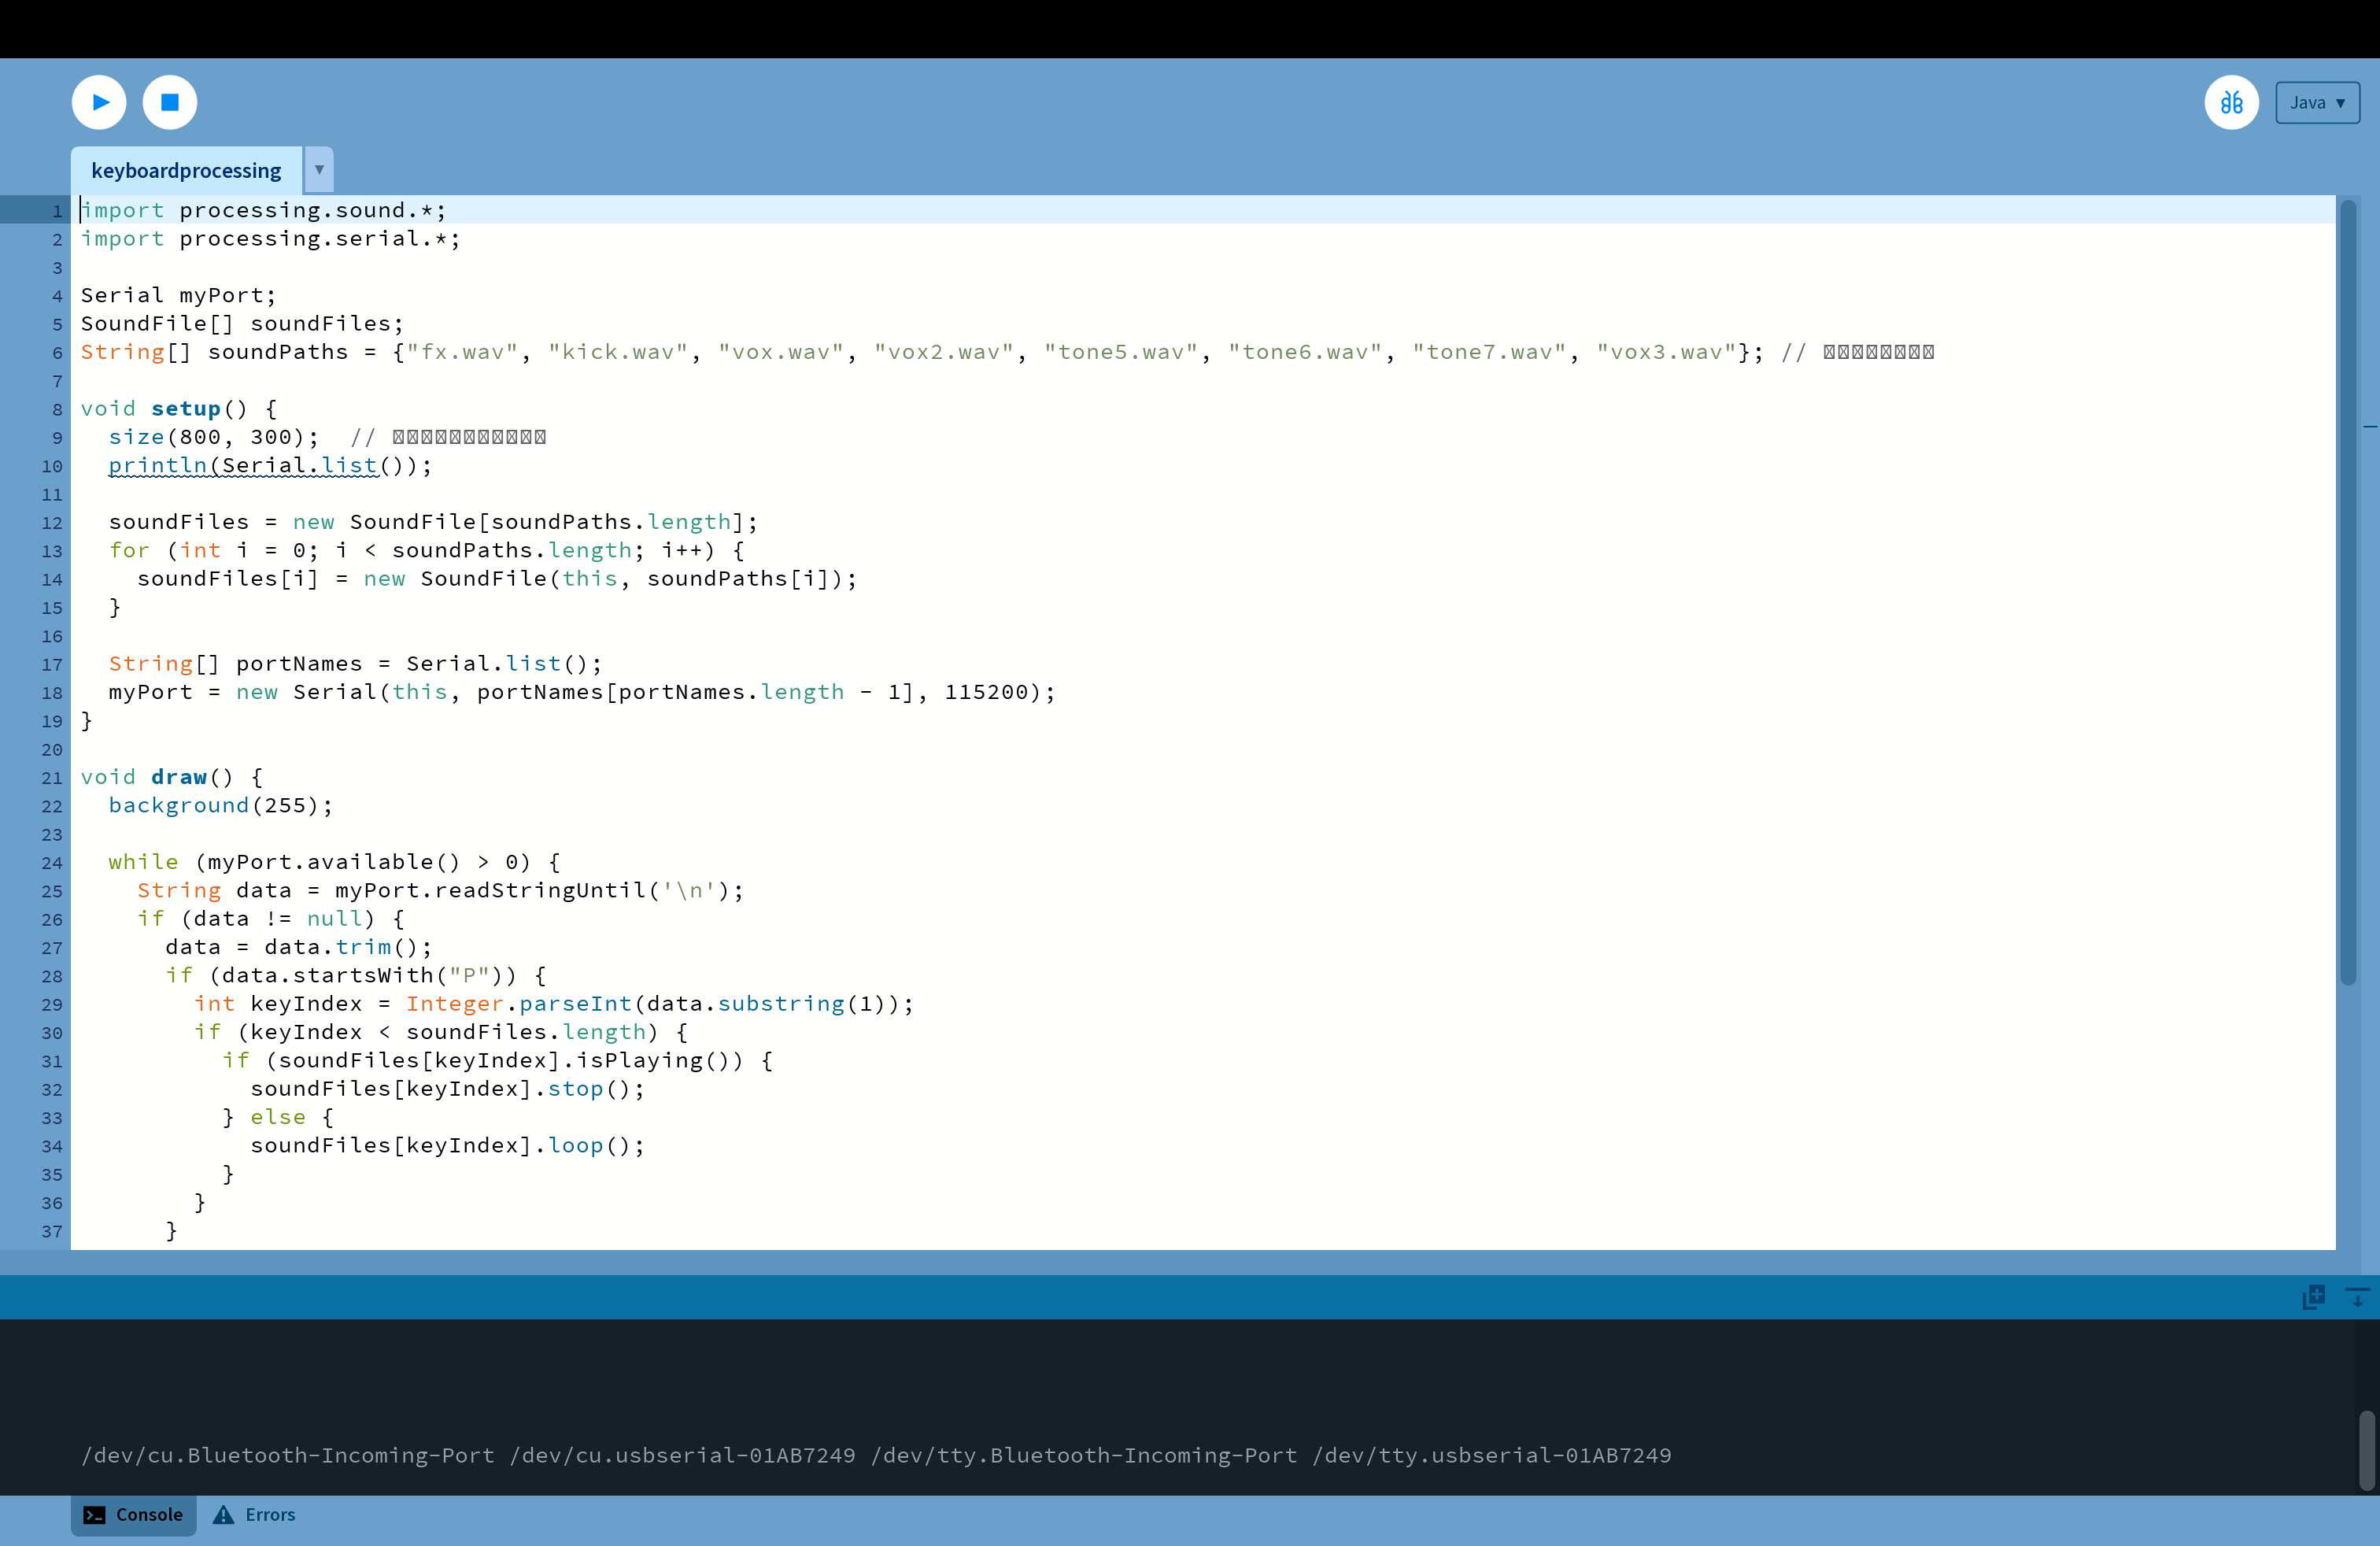 Java ▾
keyboardprocessing ▾
1 import processing.sound.*;
2 import processing.serial.*;
3
4 Serial myPort;
5 SoundFile[] soundFiles;
6 String[] soundPaths = {"fx.wav", "kick.wav", "vox.wav", "vox2.wav", "tone5.wav", "tone6.wav", "tone7.wav", "vox3.wav"}; //
7
8 void setup() {
9   size(800, 300);  //
10   println(Serial.list());
11
12   soundFiles = new SoundFile[soundPaths.length];
13   for (int i = 0; i < soundPaths.length; i++) {
14     soundFiles[i] = new SoundFile(this, soundPaths[i]);
15   }
16
17   String[] portNames = Serial.list();
18   myPort = new Serial(this, portNames[portNames.length - 1], 115200);
19 }
20
21 void draw() {
22   background(255);
23
24   while (myPort.available() > 0) {
25     String data = myPort.readStringUntil('\n');
26     if (data != null) {
27       data = data.trim();
28       if (data.startsWith("P")) {
29         int keyIndex = Integer.parseInt(data.substring(1));
30         if (keyIndex < soundFiles.length) {
31           if (soundFiles[keyIndex].isPlaying()) {
32             soundFiles[keyIndex].stop();
33           } else {
34             soundFiles[keyIndex].loop();
35           }
36         }
37       }
/dev/cu.Bluetooth-Incoming-Port /dev/cu.usbserial-01AB7249 /dev/tty.Bluetooth-Incoming-Port /dev/tty.usbserial-01AB7249
Console Errors